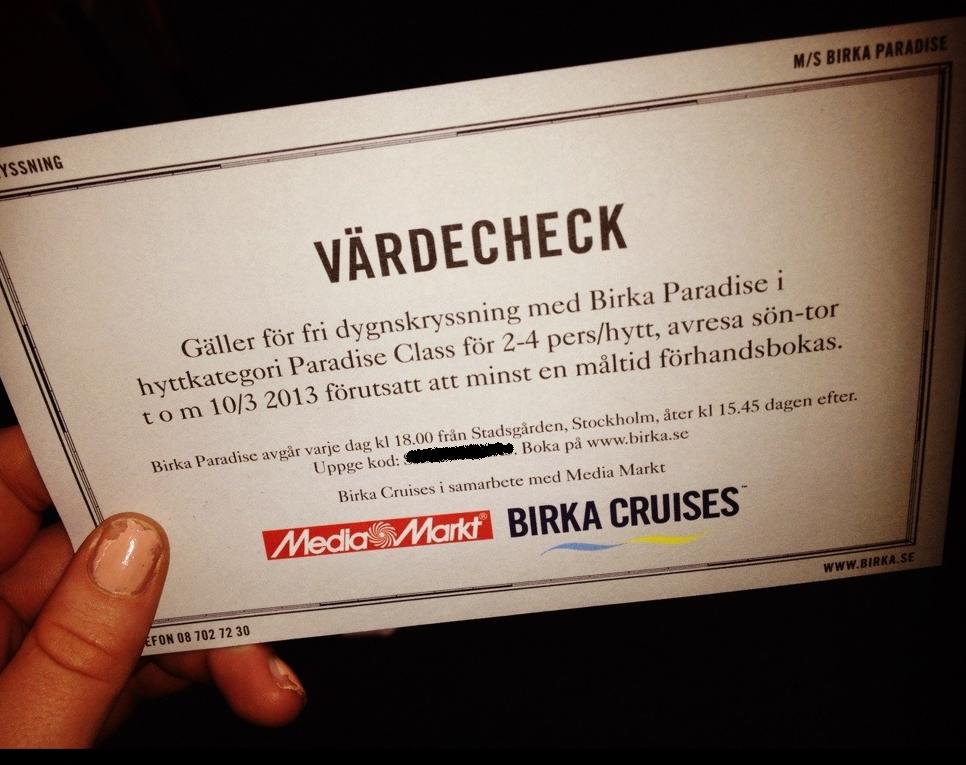 M/S BIRKA PARADISE
YSSNING
VÄRDECHECK
Gäller för fri dygnskryssning med Birka Paradise i
hyttkategori Paradise Class för 2-4 pers/hytt, avresa sön-tor
t o m 10/3 2013 förutsatt att minst en måltid förhandsbokas.
Birka Paradise avgår varje dag kl 18.00 från Stadsgården, Stockholm, åter kl 15.45 dagen efter.
Uppge kod: . Boka på www.birka.se
Birka Cruises i samarbete med Media Markt
Media Markt® BIRKA CRUISES™
WWW.BIRKA.SE
EFON 08 702 72 30